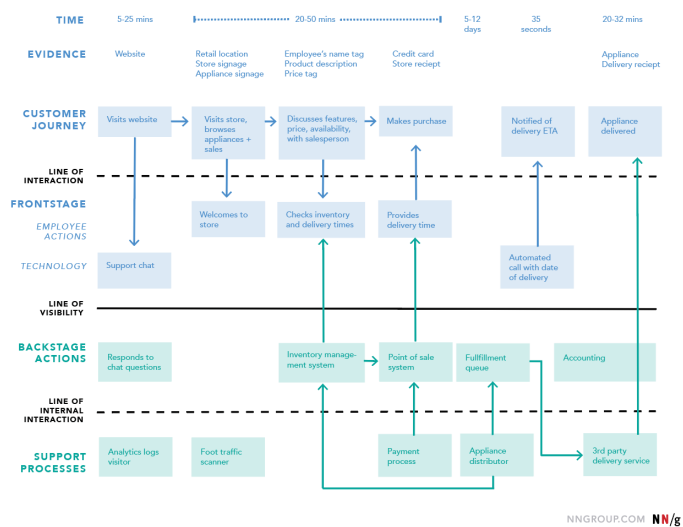 TIME
5-25 mins
20-50 mins
5-12
days
35
seconds
20-32 mins
EVIDENCE
Website
Retail location
Store signage
Appliance signage
Employee's name tag
Product description
Price tag
Credit card
Store reciept
Appliance
Delivery reciept
CUSTOMER
JOURNEY
Visits website
Visits store,
browses
appliances +
sales
Discusses features,
price, availability,
with salesperson
Makes purchase
Notified of
delivery ETA
Appliance
delivered
LINE OF
INTERACTION
FRONTSTAGE
EMPLOYEE
ACTIONS
Welcomes to
store
Checks inventory
and delivery times
Provides
delivery time
TECHNOLOGY
Support chat
Automated
call with date
of delivery
LINE OF
VISIBILITY
BACKSTAGE
ACTIONS
Responds to
chat questions
Inventory manage-
ment system
Point of sale
system
Fullfillment
queue
Accounting
LINE OF
INTERNAL
INTERACTION
SUPPORT
PROCESSES
Analytics logs
visitor
Foot traffic
scanner
Payment
process
Appliance
distributor
3rd party
delivery service
NNGROUP.COM NN/g